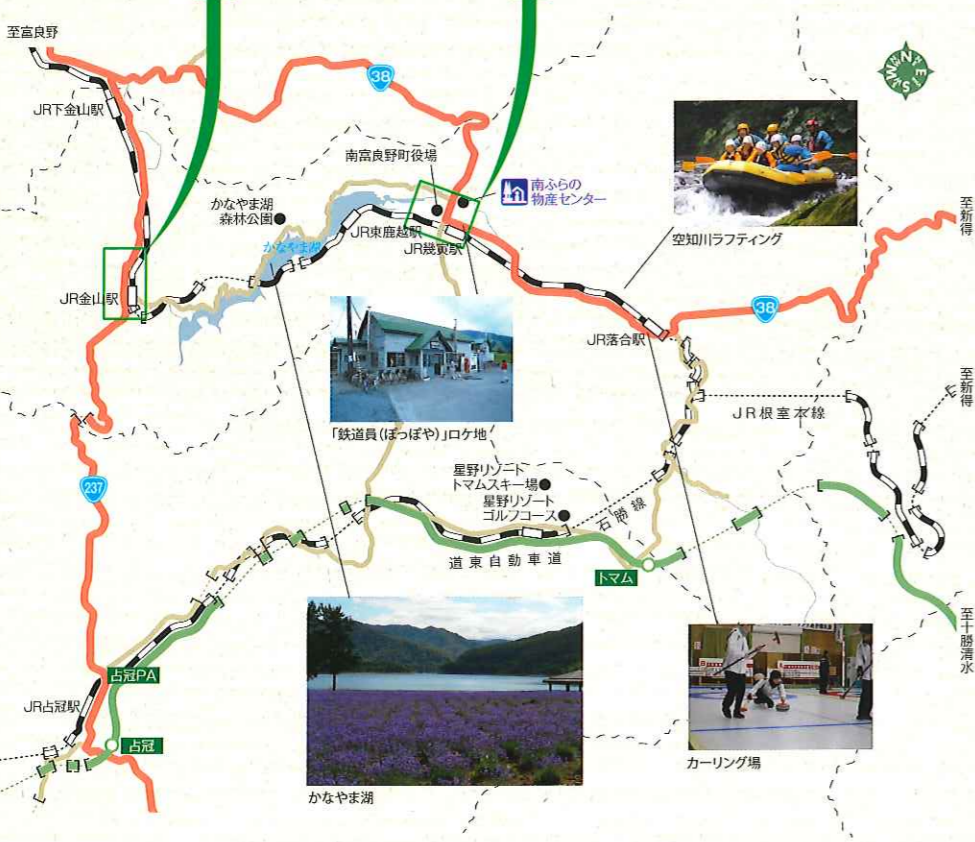 至富良野
38
JR下金山駅
南富良野町役場
南ふらの
物産センター
かなやま湖
森林公園
JR東鹿越駅
かなやま湖
JR幾寅駅
空知川ラフティング
至新得
JR金山駅
38
JR落合駅
至新得
JR根室本線
「鉄道員(ぽっぽや)」ロケ地
星野リゾート
トマムスキー場
星野リゾート
ゴルフコース
石勝線
237
道東自動車道
トマム
至十勝清水
占冠PA
JR占冠駅
占冠
かなやま湖
カーリング場
N
E
S
W